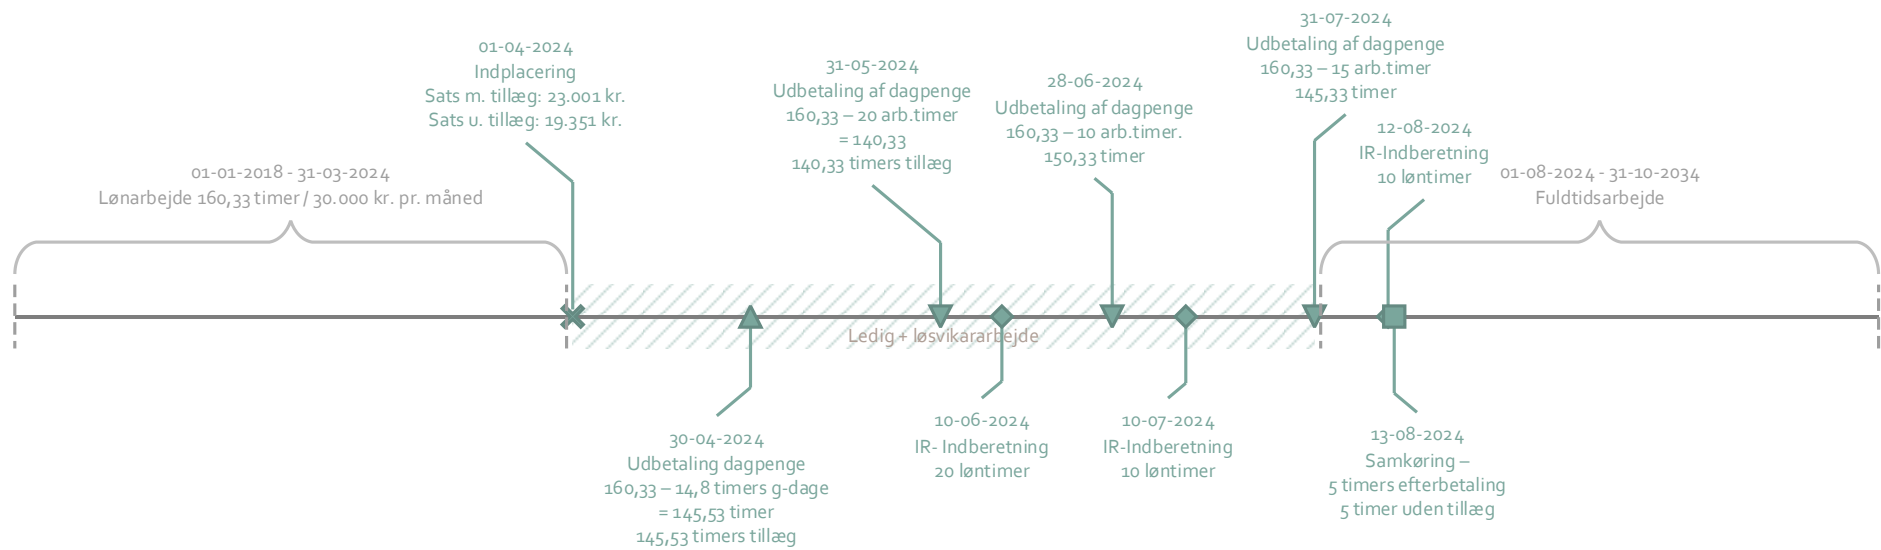 01-01-2018 - 31-03-2024
Lønarbejde 160,33 timer / 30.000 kr. pr. måned
01-04-2024
Indplacering
Sats m. tillæg: 23.001 kr.
Sats u. tillæg: 19.351 kr.
30-04-2024
Udbetaling dagpenge
160,33 – 14,8 timers g-dage
= 145,53 timer
145,53 timers tillæg
31-05-2024
Udbetaling af dagpenge
160,33 – 20 arb.timer
= 140,33
140,33 timers tillæg
Ledig + løsvikararbejde
10-06-2024
IR- Indberetning
20 løntimer
28-06-2024
Udbetaling af dagpenge
160,33 – 10 arb.timer.
150,33 timer
10-07-2024
IR-Indberetning
10 løntimer
31-07-2024
Udbetaling af dagpenge
160,33 – 15 arb.timer
145,33 timer
12-08-2024
IR-Indberetning
10 løntimer
13-08-2024
Samkøring –
5 timers efterbetaling
5 timer uden tillæg
01-08-2024 - 31-10-2034
Fuldtidsarbejde